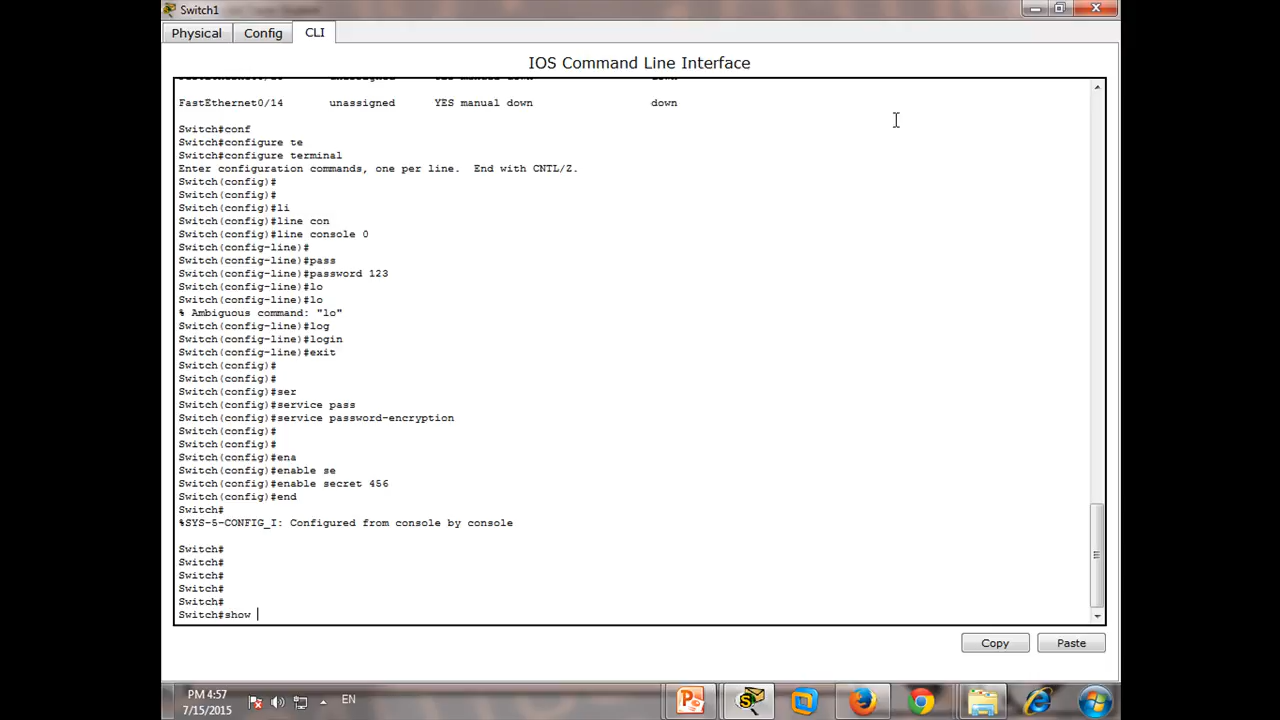 Switch1
Physical
Config
CLI
IOS Command Line Interface
FastEthernet0/14 unassigned YES manual down down
Switch#conf
Switch#configure te
Switch#configure terminal
Enter configuration commands, one per line. End with CNTL/Z.
Switch(config)#
Switch(config)#
Switch(config)#li
Switch(config)#line con
Switch(config)#line console 0
Switch(config-line)#
Switch(config-line)#pass
Switch(config-line)#password 123
Switch(config-line)#lo
Switch(config-line)#lo
% Ambiguous command: "lo"
Switch(config-line)#log
Switch(config-line)#login
Switch(config-line)#exit
Switch(config)#
Switch(config)#
Switch(config)#ser
Switch(config)#service pass
Switch(config)#service password-encryption
Switch(config)#
Switch(config)#
Switch(config)#ena
Switch(config)#enable se
Switch(config)#enable secret 456
Switch(config)#end
Switch#
%SYS-5-CONFIG_I: Configured from console by console
Switch#
Switch#
Switch#
Switch#
Switch#
Switch#show
Copy
Paste
PM 4:57
7/15/2015
EN